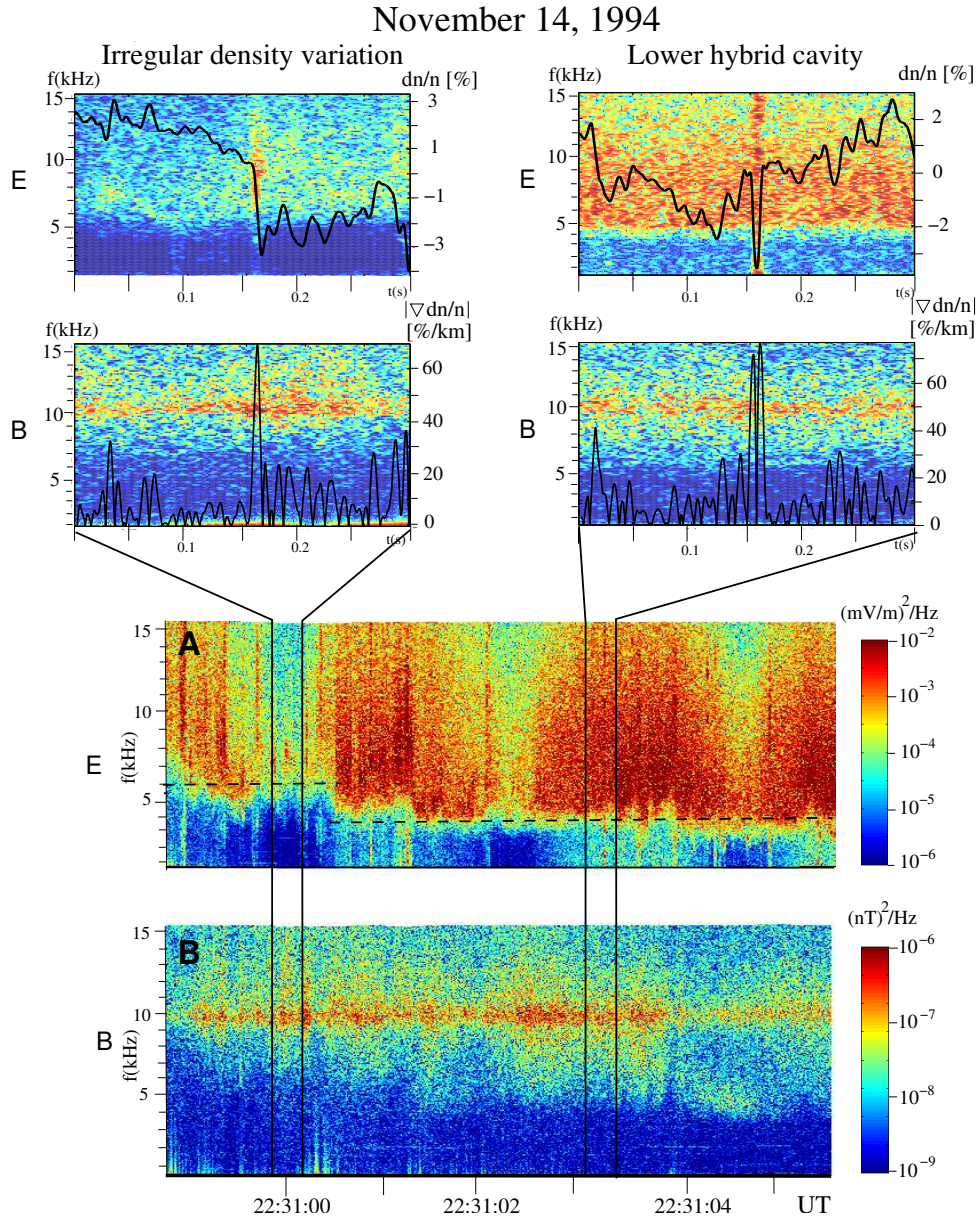 November 14, 1994
Irregular density variation
Lower hybrid cavity
f(kHz)
dn/n [%]
15
10
5
3
1
−1
−3
E
0.1
0.2
t(s)
f(kHz)
dn/n [%]
15
10
5
2
0
−2
E
0.1
0.2
t(s)
f(kHz)
|▽dn/n|
[%/km]
15
10
5
60
40
20
0
B
0.1
0.2
t(s)
f(kHz)
|▽dn/n|
[%/km]
15
10
5
60
40
30
20
10
0
B
0.1
0.2
t(s)
A
15
10
5
E
f(kHz)
(mV/m)²/Hz
10⁻²
10⁻³
10⁻⁴
10⁻⁵
10⁻⁶
B
15
10
5
B
f(kHz)
(nT)²/Hz
10⁻⁶
10⁻⁷
10⁻⁸
10⁻⁹
22:31:00
22:31:02
22:31:04
UT